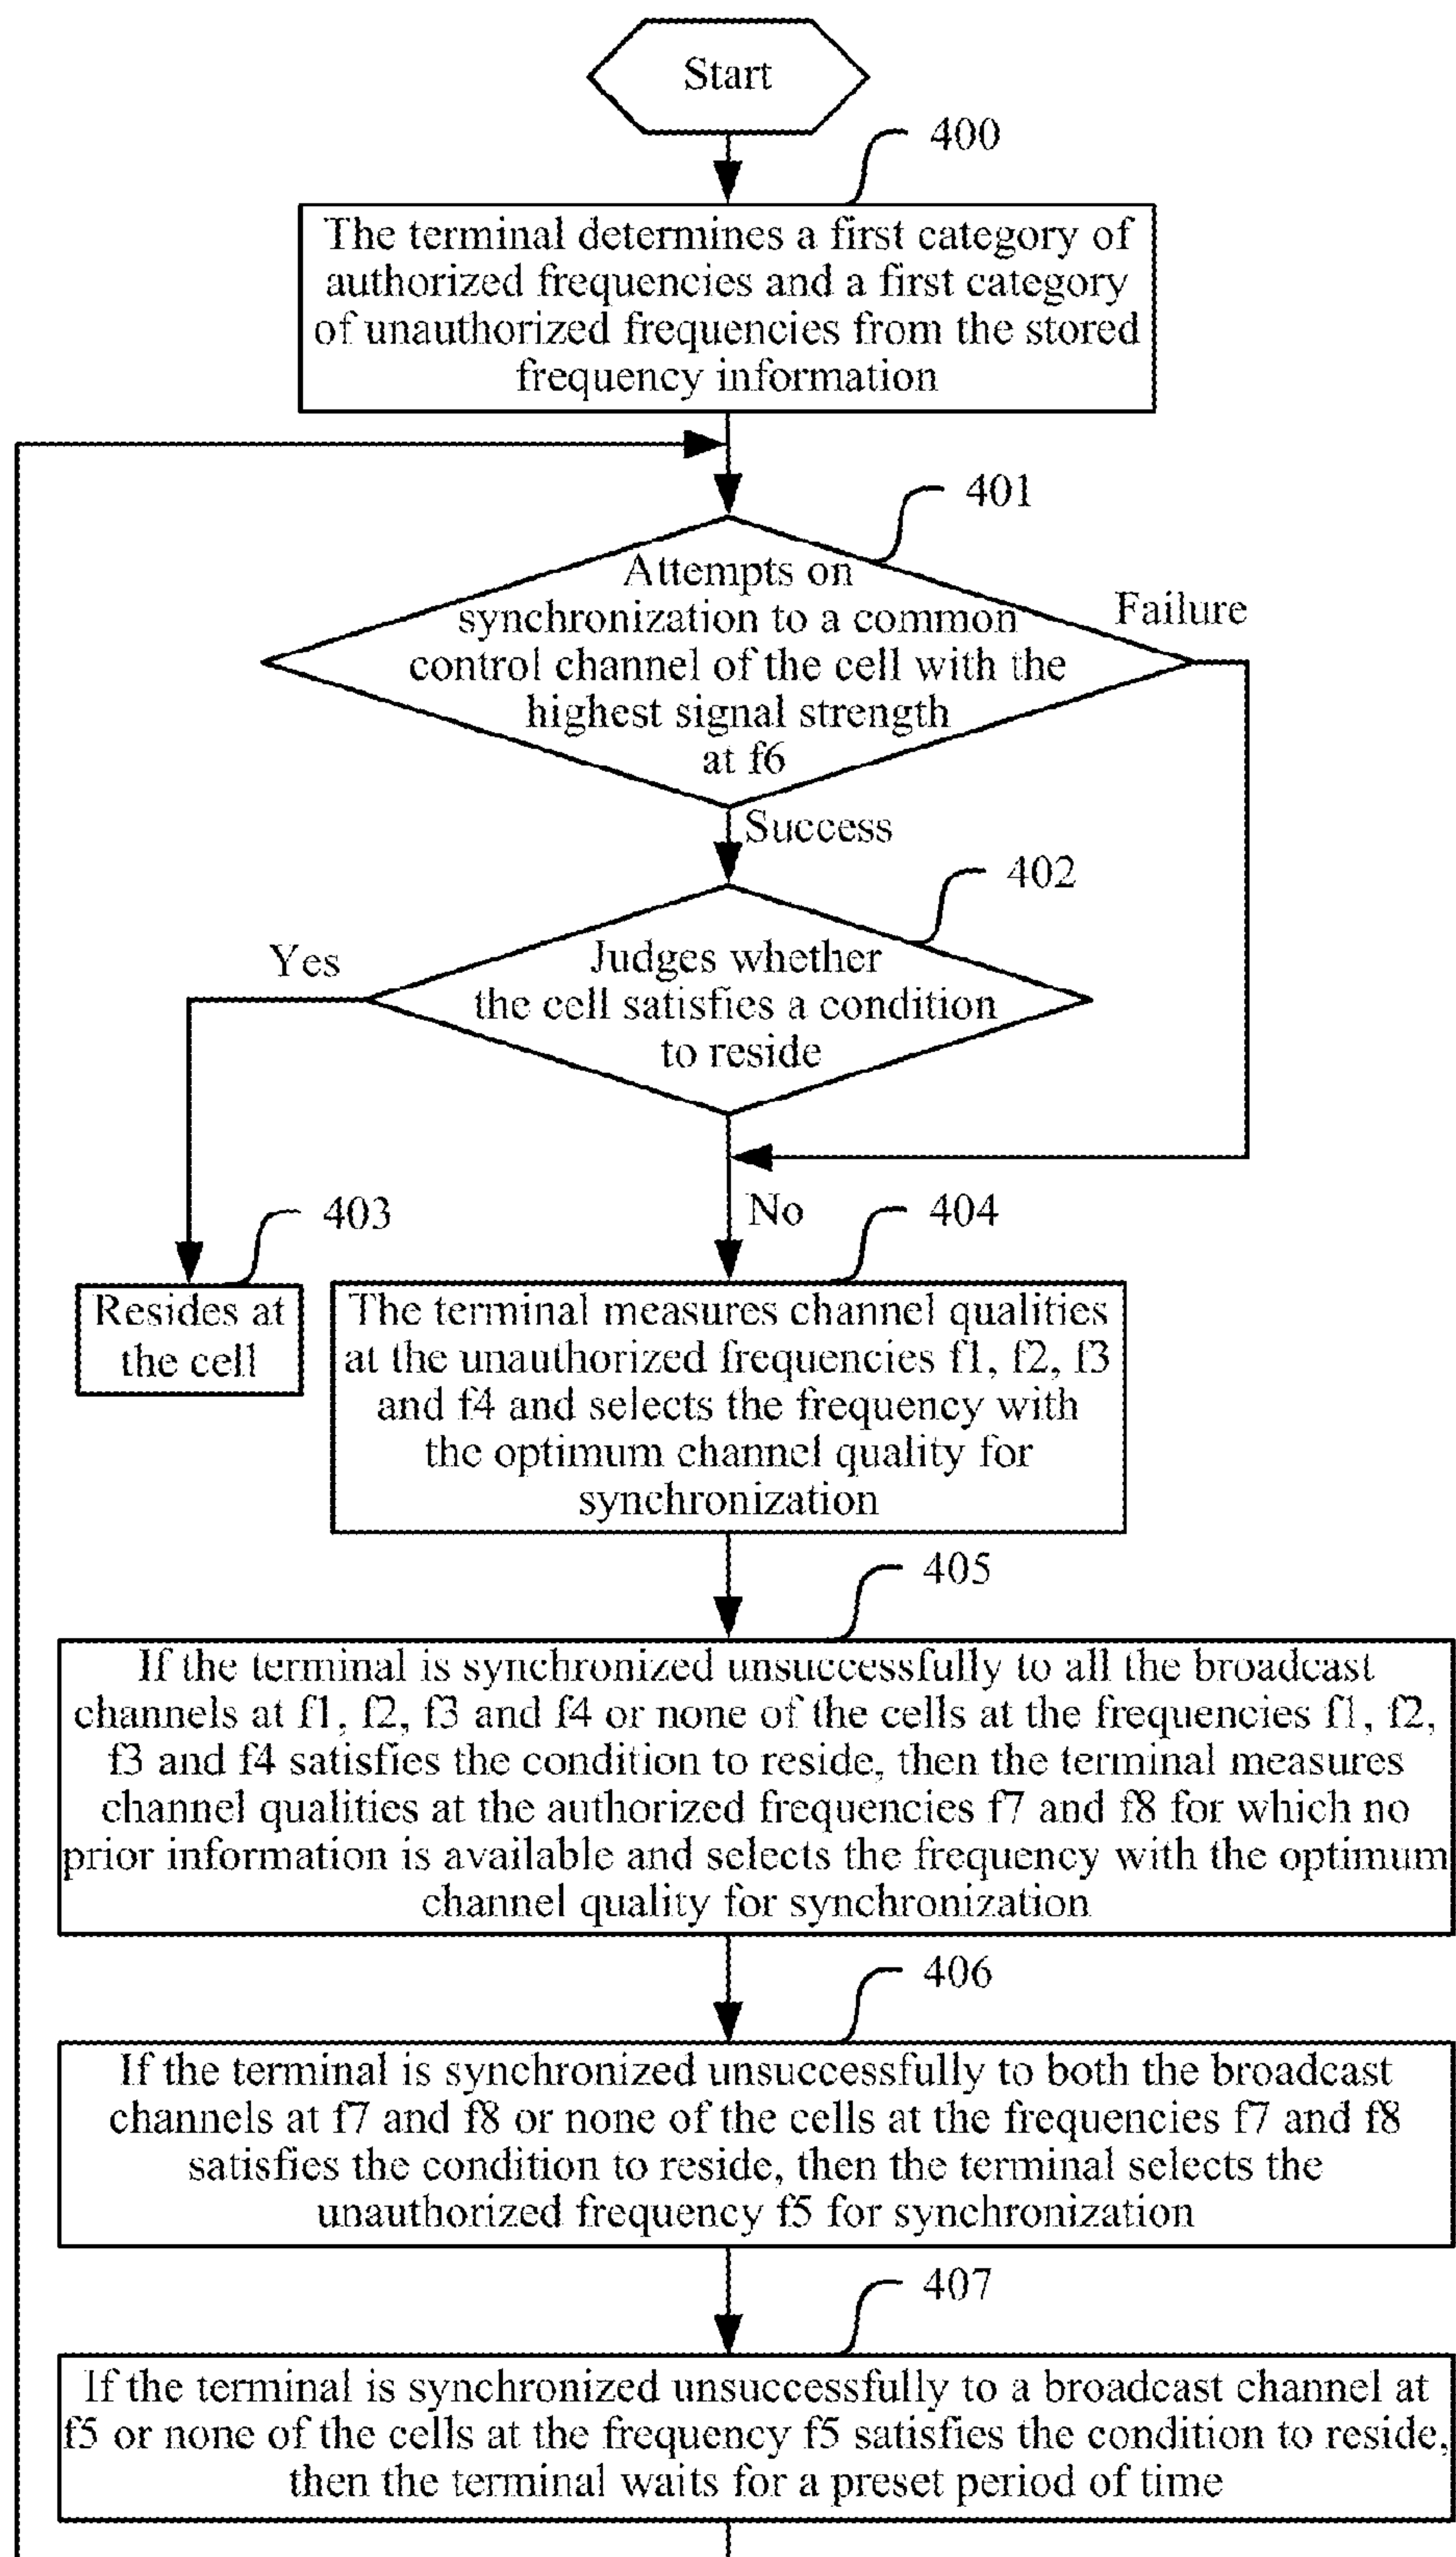 Start
400
The terminal determines a first category of
authorized frequencies and a first category
of unauthorized frequencies from the stored
frequency information
401
Attempts on
synchronization to a common
control channel of the cell with the
highest signal strength
at f6
Failure
Success
402
Judges whether
the cell satisfies a condition
to reside
Yes
No
403
Resides at
the cell
404
The terminal measures channel qualities
at the unauthorized frequencies f1, f2, f3
and f4 and selects the frequency with
the optimum channel quality for
synchronization
405
If the terminal is synchronized unsuccessfully to all the broadcast
channels at f1, f2, f3 and f4 or none of the cells at the frequencies f1, f2,
f3 and f4 satisfies the condition to reside, then the terminal measures
channel qualities at the authorized frequencies f7 and f8 for which no
prior information is available and selects the frequency with the optimum
channel quality for synchronization
406
If the terminal is synchronized unsuccessfully to both the broadcast
channels at f7 and f8 or none of the cells at the frequencies f7 and f8
satisfies the condition to reside, then the terminal selects the
unauthorized frequency f5 for synchronization
407
If the terminal is synchronized unsuccessfully to a broadcast channel at
f5 or none of the cells at the frequency f5 satisfies the condition to reside,
then the terminal waits for a preset period of time